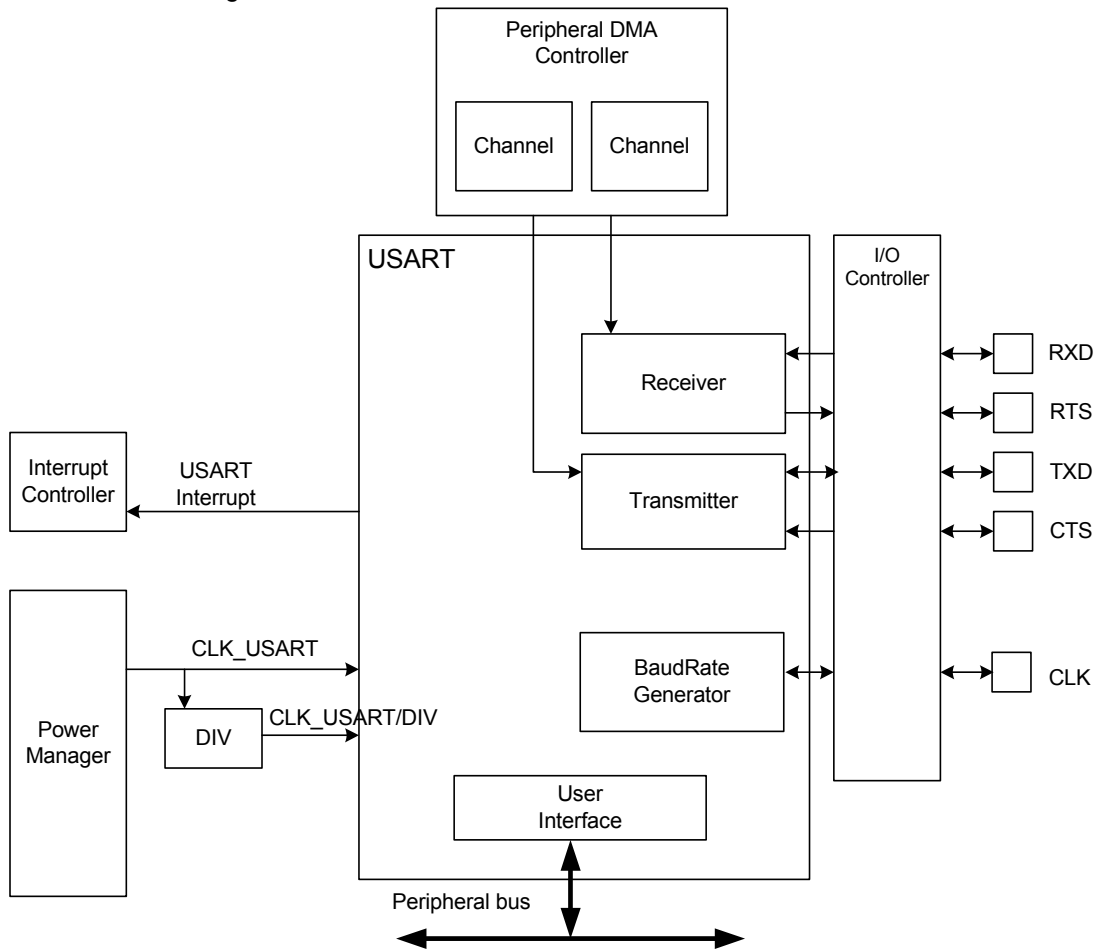 Peripheral DMA
Controller
Channel
Channel
USART
I/O
Controller
Receiver
RXD
RTS
Interrupt
Controller
USART
Interrupt
Transmitter
TXD
CTS
CLK_USART
BaudRate
Generator
CLK
Power
Manager
DIV
CLK_USART/DIV
User
Interface
Peripheral bus